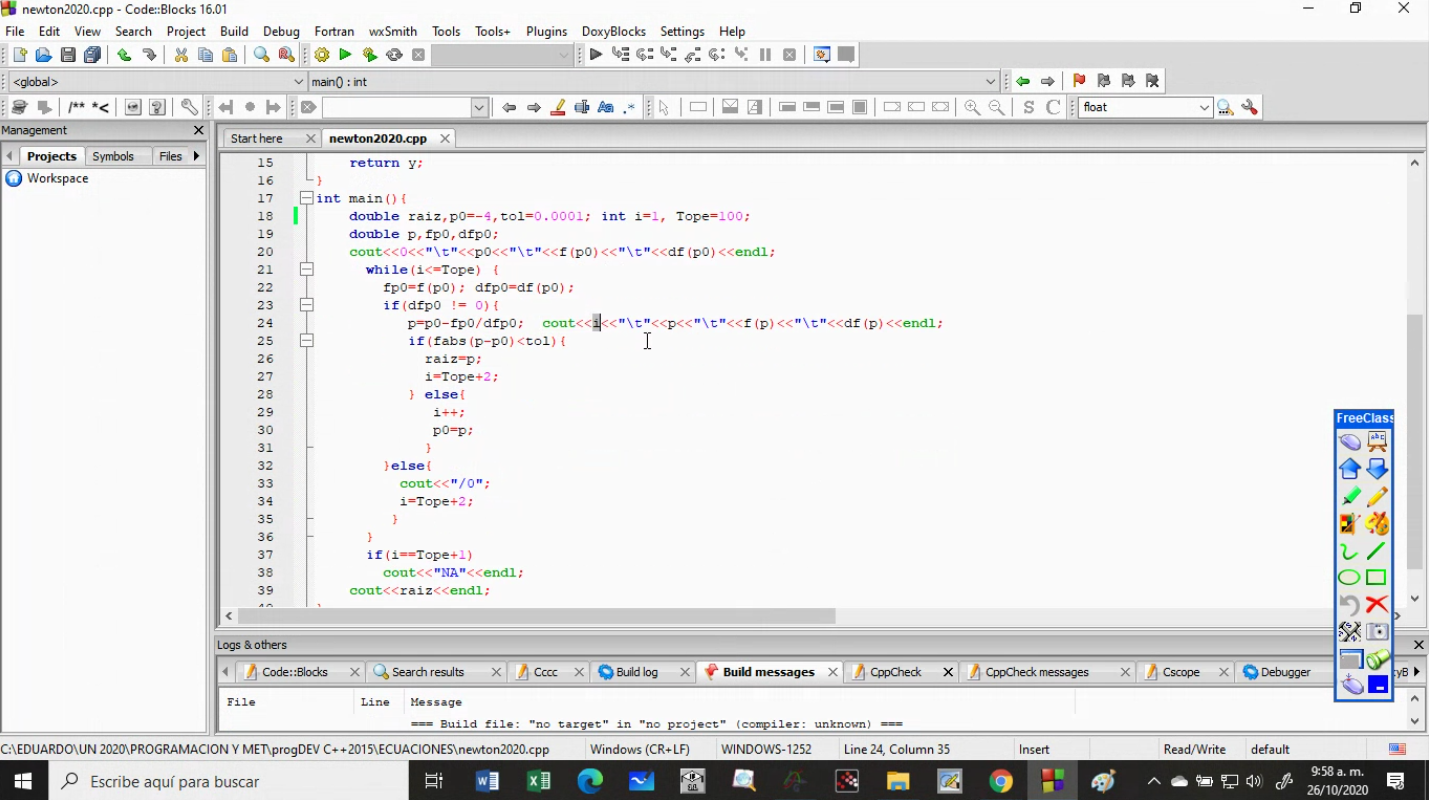 newton2020.cpp - Code::Blocks 16.01
File Edit View Search Project Build Debug Fortran wxSmith Tools Tools+ Plugins DoxyBlocks Settings Help
<global> main() : int
/** *< float
Management
Start here newton2020.cpp
Projects Symbols Files
Workspace
15 return y;
16 }
17 int main(){
18 double raiz,p0=-4,tol=0.0001; int i=1, Tope=100;
19 double p,fp0,dfp0;
20 cout<<0<<"\t"<<p0<<"\t"<<f(p0)<<"\t"<<df(p0)<<endl;
21 while(i<=Tope) {
22 fp0=f(p0); dfp0=df(p0);
23 if(dfp0 != 0){
24 p=p0-fp0/dfp0; cout<<i<<"\t"<<p<<"\t"<<f(p)<<"\t"<<df(p)<<endl;
25 if(fabs(p-p0)<tol){
26 raiz=p;
27 i=Tope+2;
28 } else{
29 i++;
30 p0=p;
31 }
32 }else{
33 cout<<"/0";
34 i=Tope+2;
35 }
36 }
37 if(i==Tope+1)
38 cout<<"NA"<<endl;
39 cout<<raiz<<endl;
FreeClass
Logs & others
Code::Blocks Search results Cccc Build log Build messages CppCheck CppCheck messages Cscope Debugger
File Line Message
=== Build file: "no target" in "no project" (compiler: unknown) ===
C:\EDUARDO\UN 2020\PROGRAMACION Y MET\progDEV C++2015\ECUACIONES\newton2020.cpp Windows (CR+LF) WINDOWS-1252 Line 24, Column 35 Insert Read/Write default
Escribe aquí para buscar
9:58 a. m.
26/10/2020